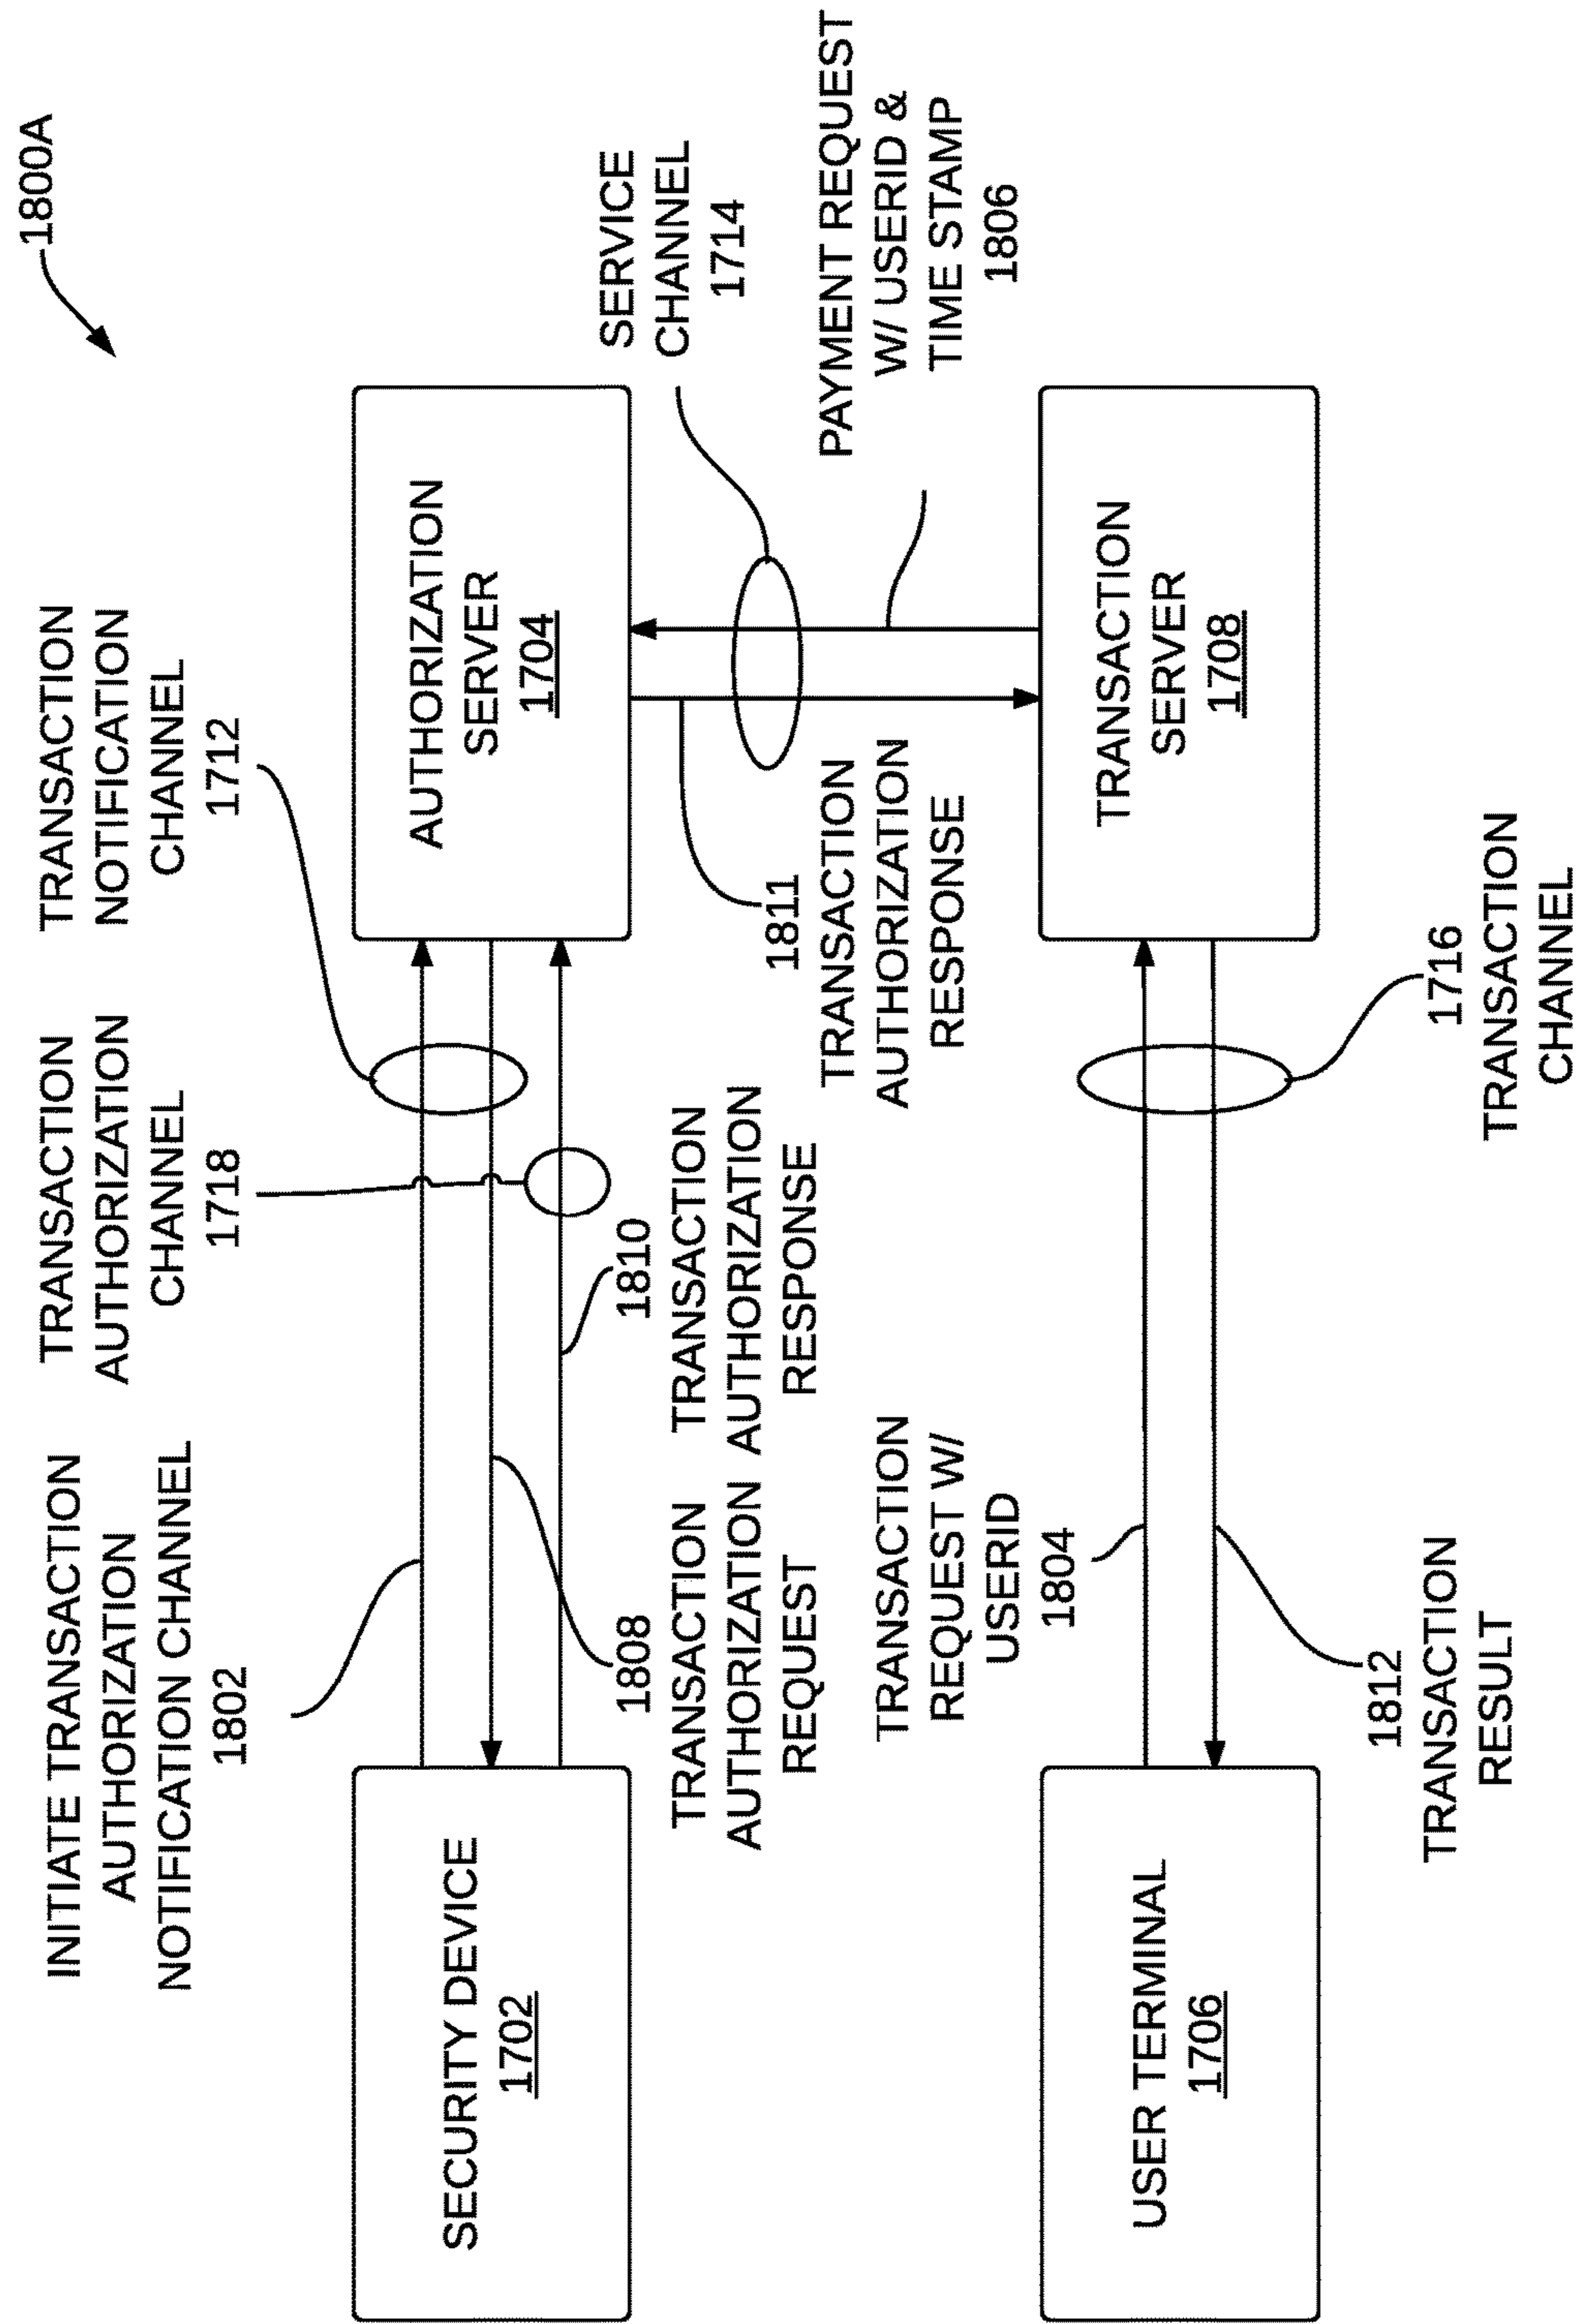 1800A
INITIATE TRANSACTION
AUTHORIZATION
NOTIFICATION CHANNEL
1802
TRANSACTION
AUTHORIZATION
CHANNEL
1718
TRANSACTION
NOTIFICATION
CHANNEL
1712
SECURITY DEVICE
1702
AUTHORIZATION
SERVER
1704
SERVICE
CHANNEL
1714
1808
TRANSACTION
AUTHORIZATION
REQUEST
1810
TRANSACTION
AUTHORIZATION
RESPONSE
1811
TRANSACTION
AUTHORIZATION
RESPONSE
PAYMENT REQUEST
W/ USERID &
TIME STAMP
1806
TRANSACTION
REQUEST W/
USERID
1804
USER TERMINAL
1706
TRANSACTION
SERVER
1708
1812
TRANSACTION
RESULT
1716
TRANSACTION
CHANNEL